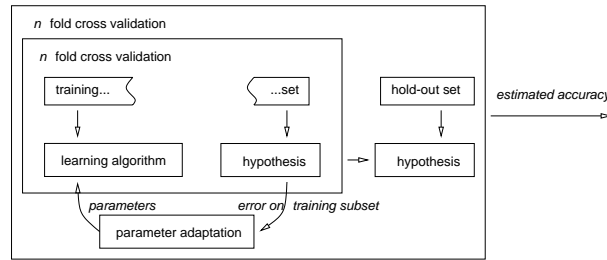 n fold cross validation
n fold cross validation
training...
...set
hold-out set
estimated accuracy
learning algorithm
hypothesis
hypothesis
parameters
error on training subset
parameter adaptation